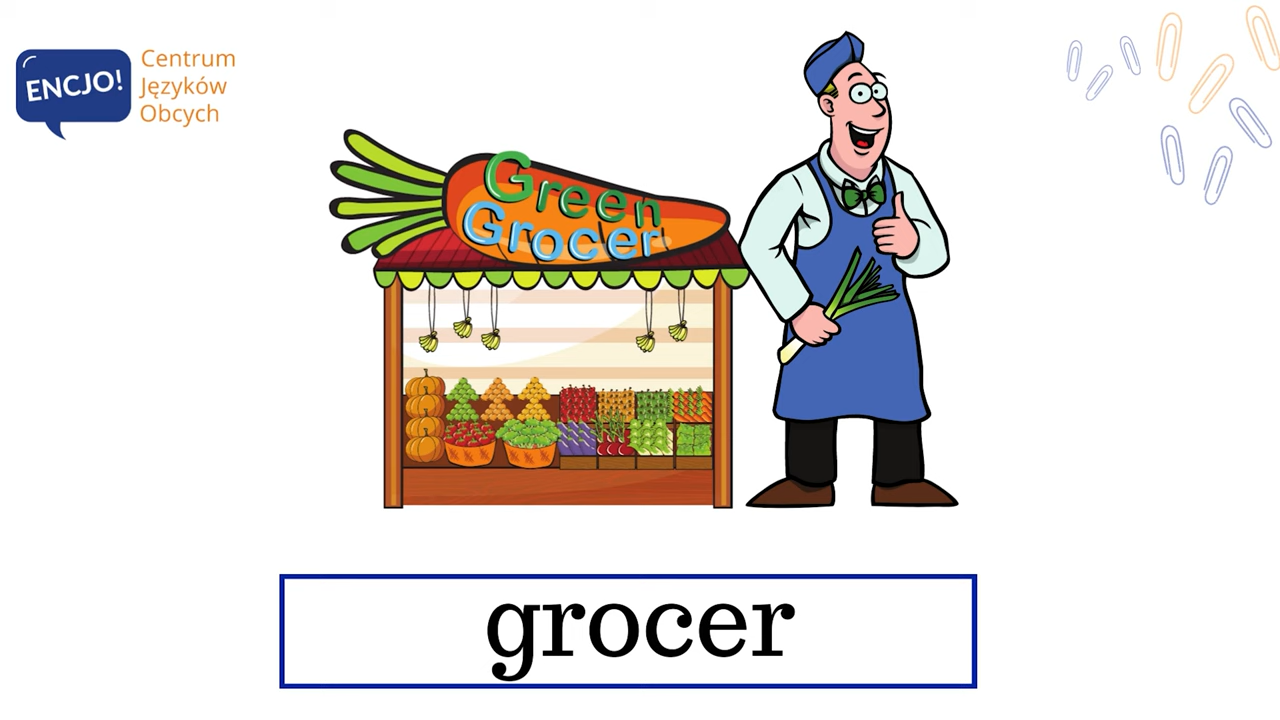 ENCJO!
Centrum
Języków
Obcych
Green
Grocer
grocer